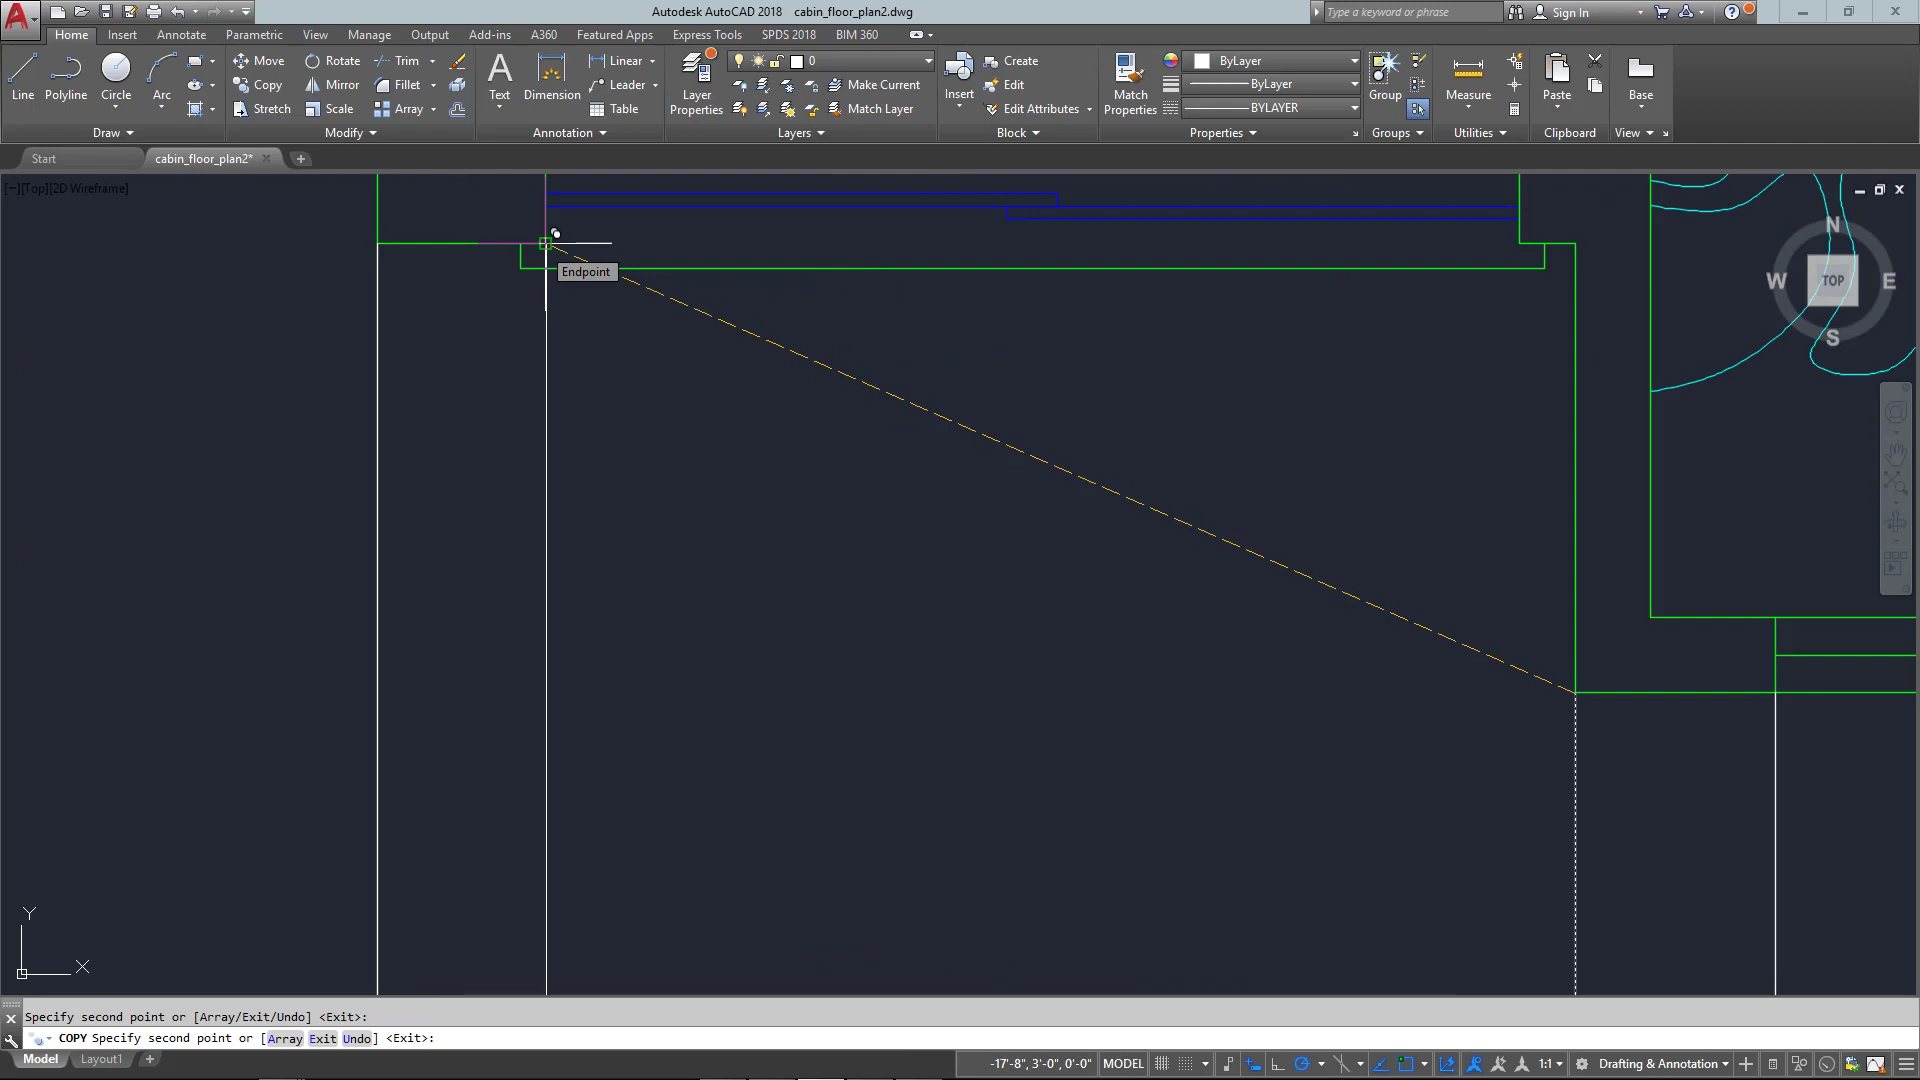 A
Autodesk AutoCAD 2018 cabin_floor_plan2.dwg
Type a keyword or phrase
Sign In
?
Home Insert Annotate Parametric View Manage Output Add-ins A360 Featured Apps Express Tools SPDS 2018 BIM 360
Line Polyline Circle Arc
Draw
Move Rotate Trim
Copy Mirror Fillet
Stretch Scale Array
Modify
A Text Dimension
Linear
Leader
Table
Annotation
Layer Properties
0
Make Current
Match Layer
Layers
Insert
Create
Edit
Edit Attributes
Block
Match Properties
ByLayer
ByLayer
BYLAYER
Properties
Group
Groups
Measure
Utilities
Paste
Clipboard
Base
View
Start cabin_floor_plan2*
[−][Top][2D Wireframe]
N
W TOP E
S
Endpoint
Y
X
Specify second point or [Array/Exit/Undo] <Exit>:
COPY Specify second point or [Array Exit Undo] <Exit>:
Model Layout1
-17'-8", 3'-0", 0'-0" MODEL 1:1 Drafting & Annotation